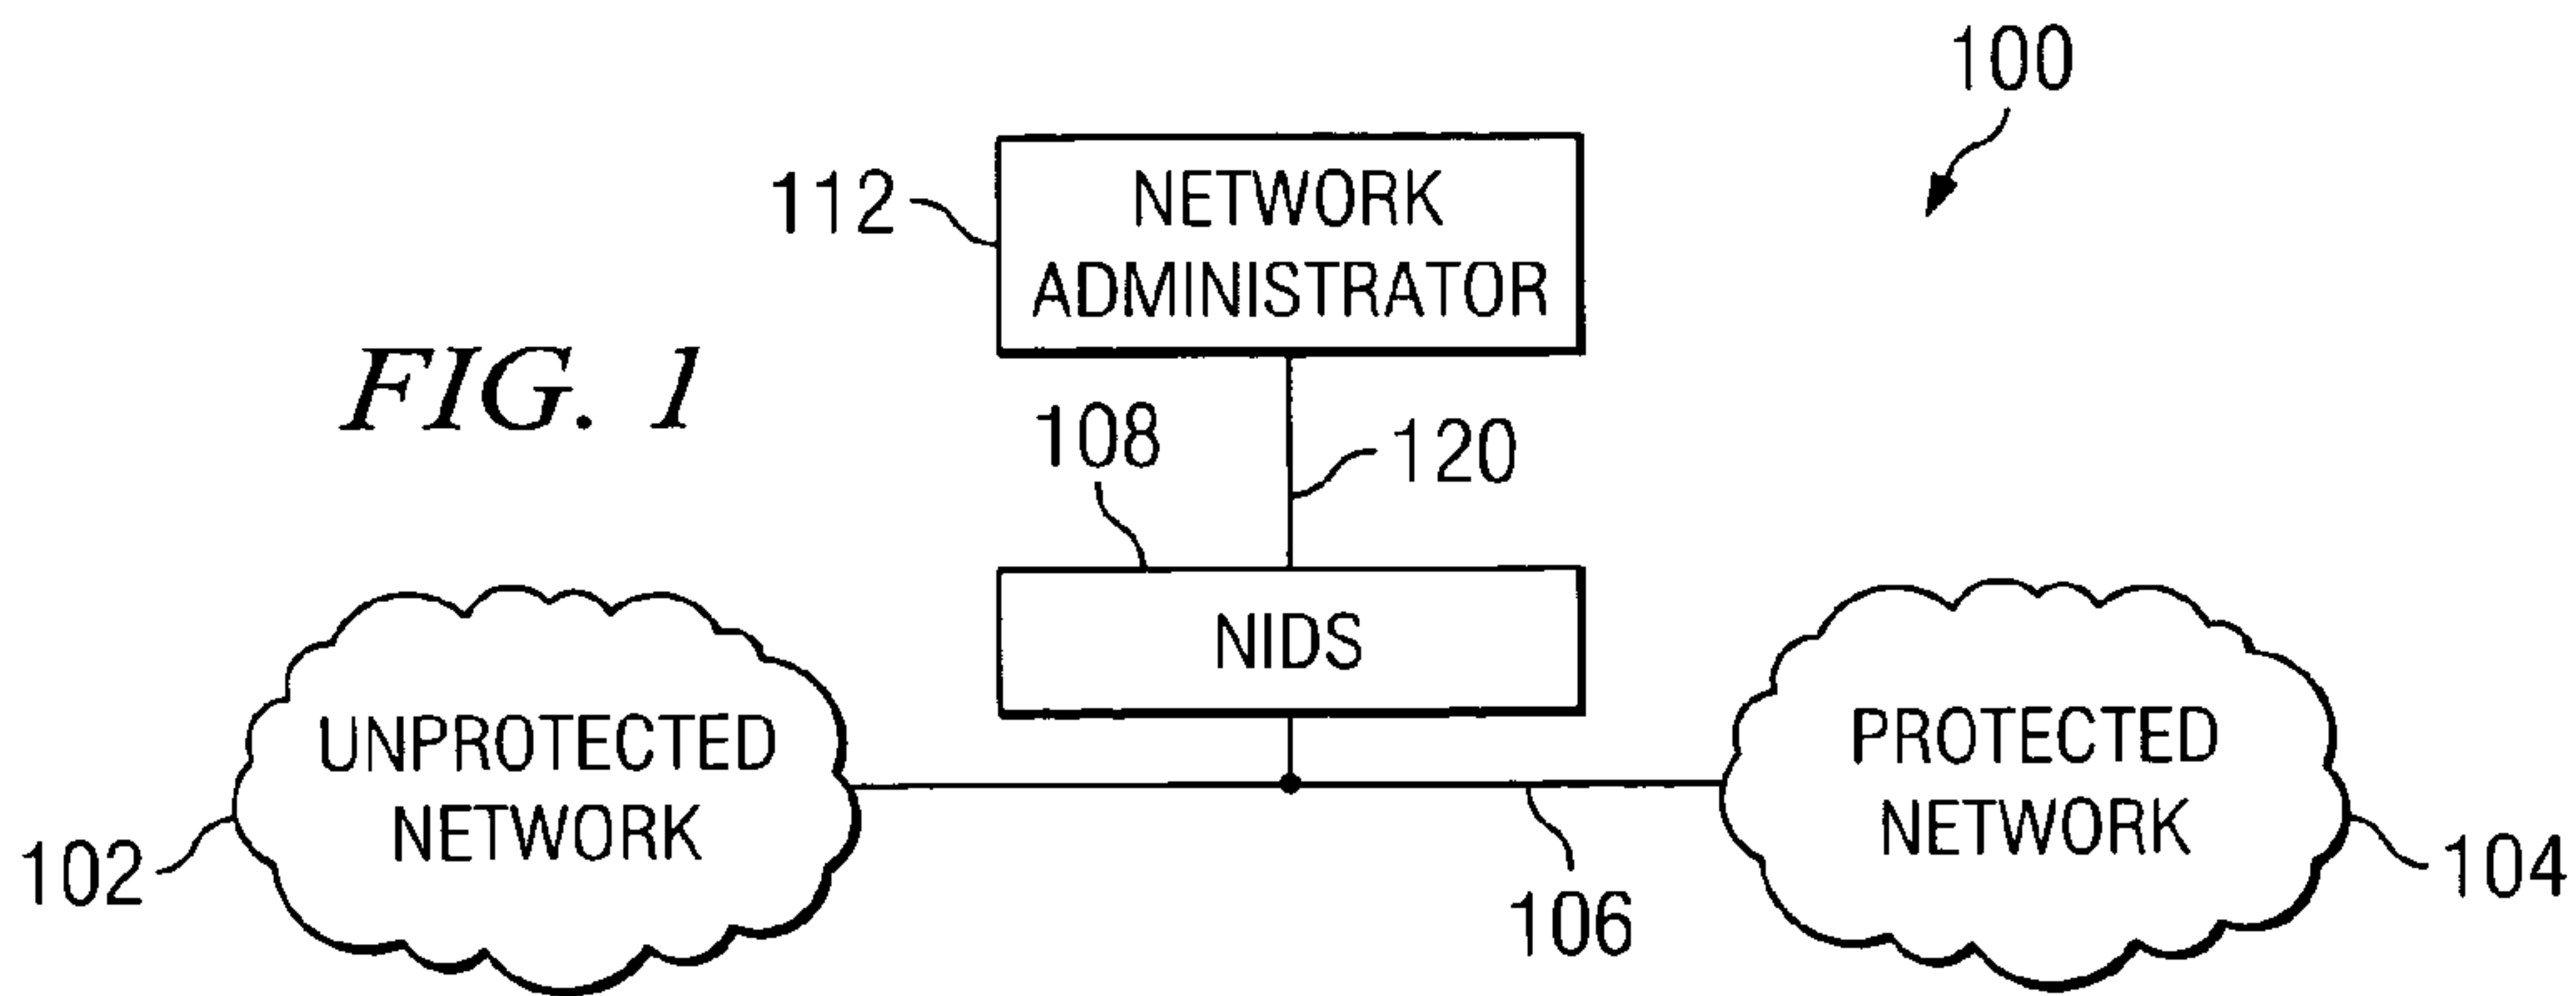 100
112
NETWORK
ADMINISTRATOR
FIG. 1
108
120
NIDS
UNPROTECTED
NETWORK
PROTECTED
NETWORK
102
106
104